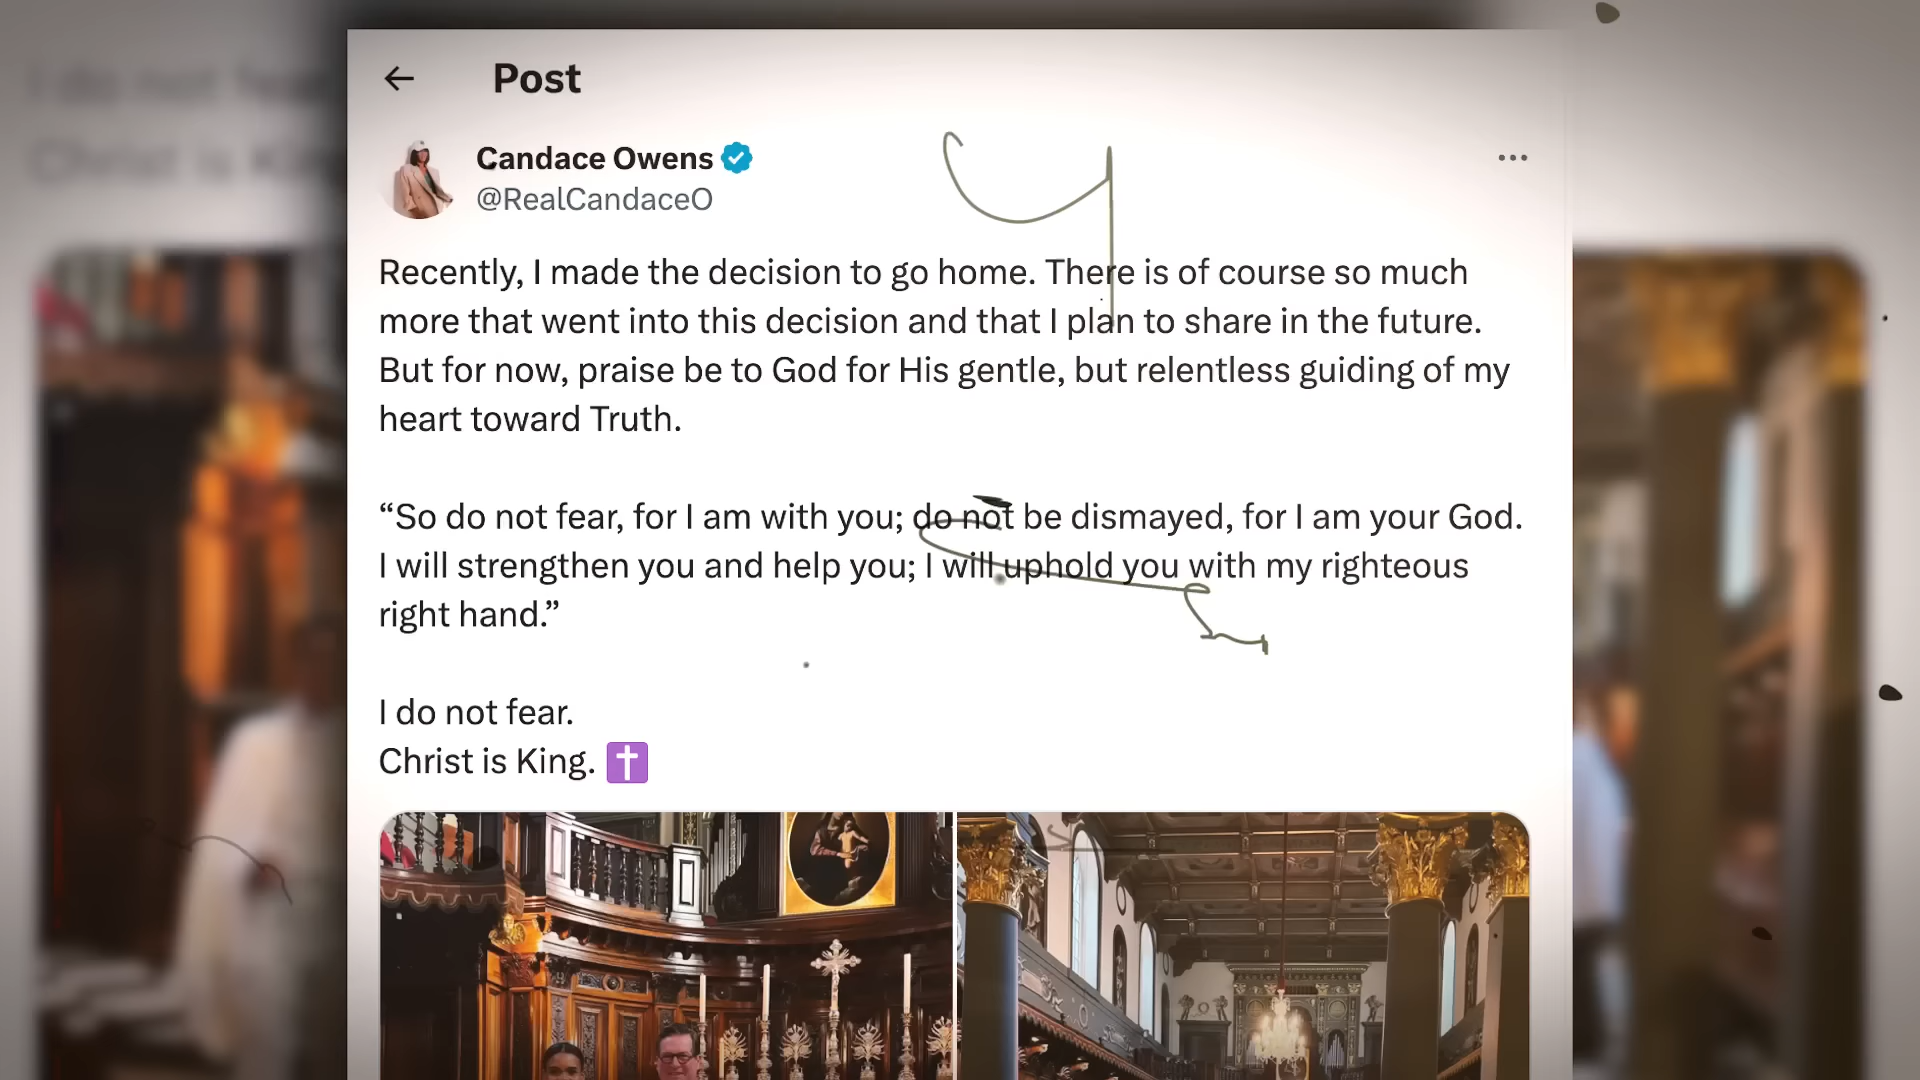 Post
Candace Owens
@RealCandaceO
Recently, I made the decision to go home. There is of course so much
more that went into this decision and that I plan to share in the future.
But for now, praise be to God for His gentle, but relentless guiding of my
heart toward Truth.
“So do not fear, for I am with you; do not be dismayed, for I am your God.
I will strengthen you and help you; I will uphold you with my righteous
right hand.”
I do not fear.
Christ is King. ✝️